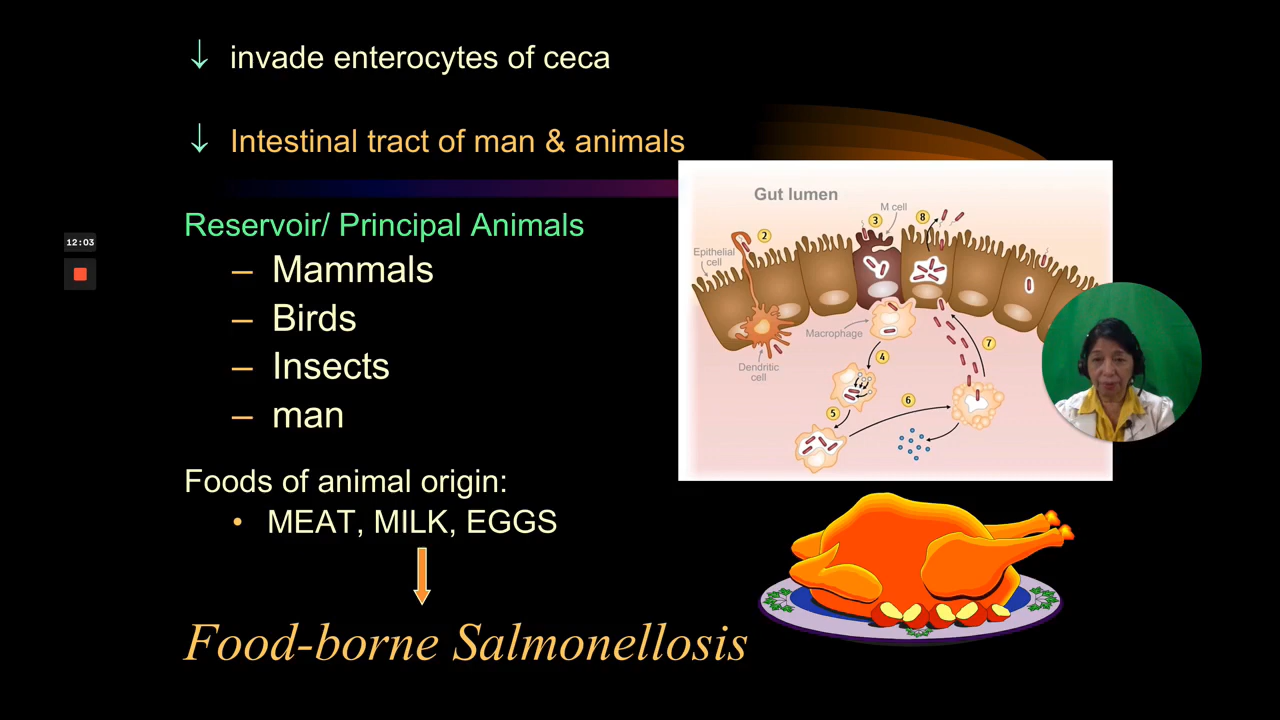 ↓ invade enterocytes of ceca
↓ Intestinal tract of man & animals
12:03
Reservoir/ Principal Animals
– Mammals
– Birds
– Insects
– man
Foods of animal origin:
• MEAT, MILK, EGGS
Food-borne Salmonellosis
Gut lumen
M cell
3
8
2
Epithelial
cell
Macrophage
7
4
Dendritic
cell
6
5